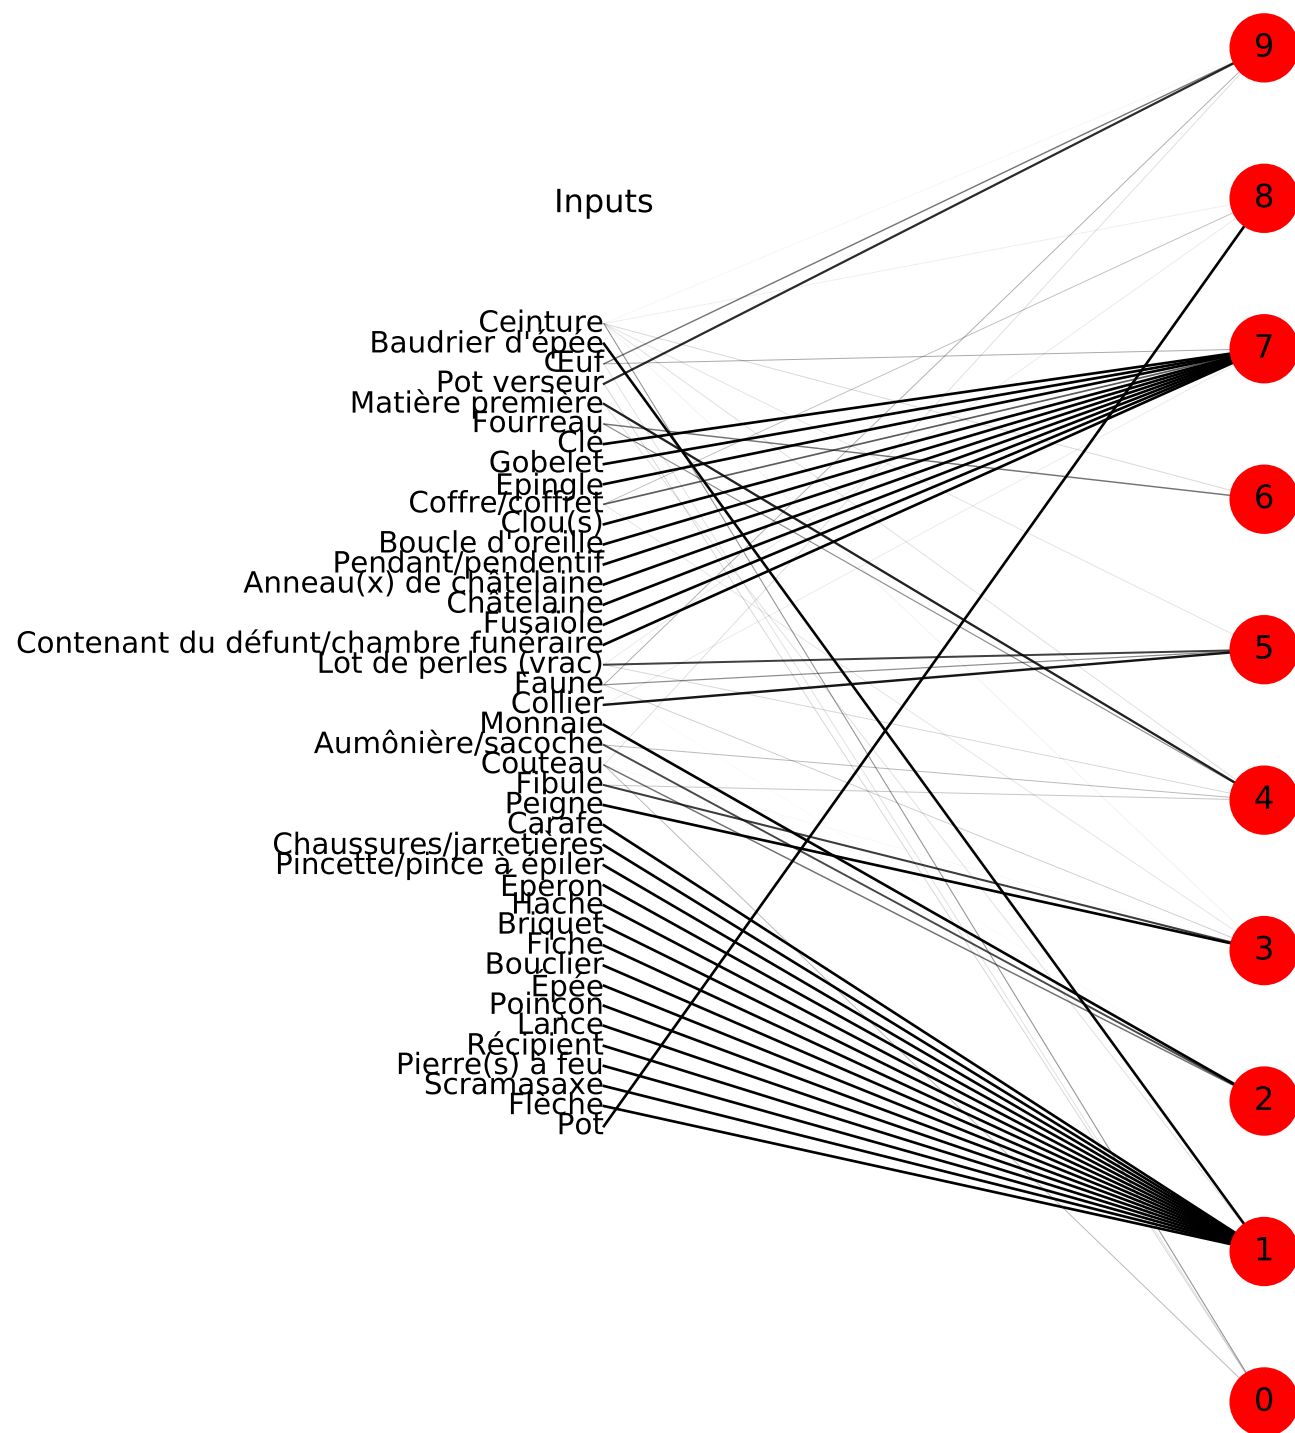 9
8
Inputs
Ceinture
Baudrier d'épée
7
Œuf
Pot verseur
Matière première
Fourreau
Clé
Gobelet
Épingle
6
Coffre/coffret
Clou(s)
Boucle d'oreille
Pendant/pendentif
Anneau(x) de châtelaine
Châtelaine
Fusaïole
Contenant du défunt/chambre funéraire
5
Lot de perles (vrac)
Faune
Collier
Monnaie
Aumônière/sacoche
Couteau
Fibule
4
Peigne
Carafe
Chaussures/jarretières
Pincette/pince à épiler
Éperon
Hache
Briquet
Fiche
3
Bouclier
Épée
Poinçon
Lance
Récipient
Pierre(s) à feu
Scramasaxe
2
Flèche
Pot
1
0